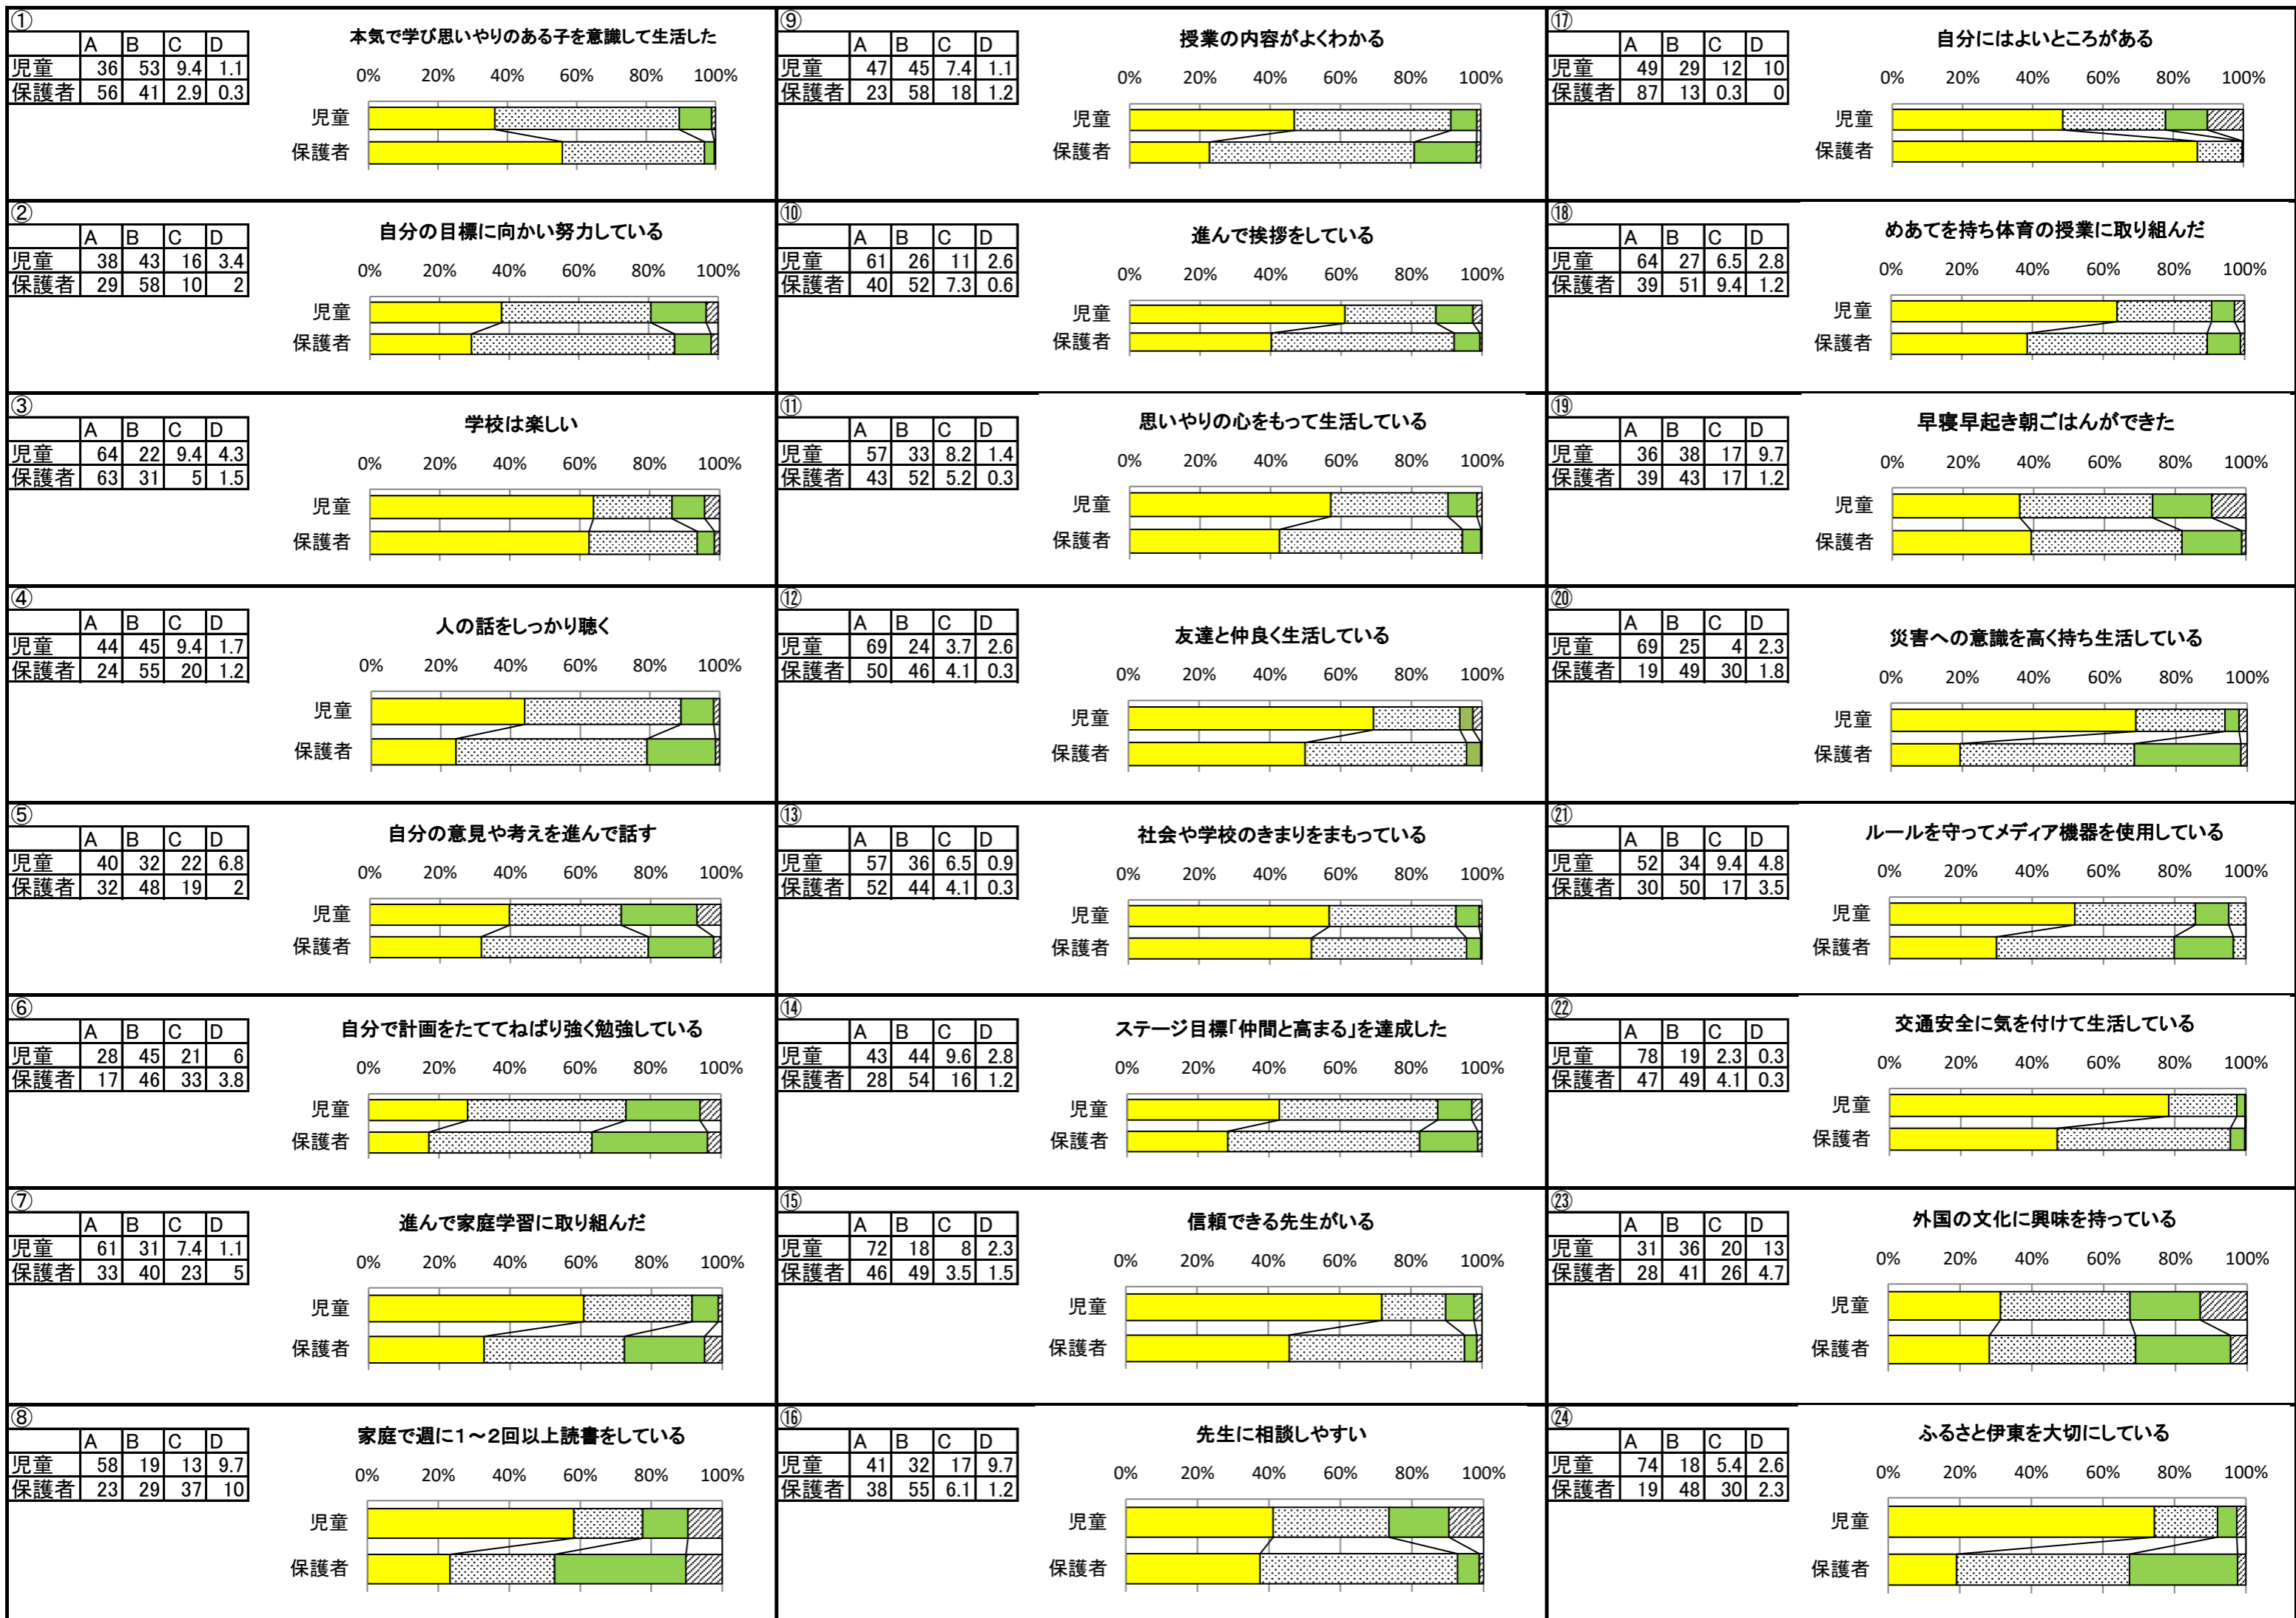 ①
本気で学び思いやりのある子を意識して生活した
A B C D
児童 36 53 9.4 1.1
保護者 56 41 2.9 0.3
0% 20% 40% 60% 80% 100%
児童
保護者
②
自分の目標に向かい努力している
A B C D
児童 38 43 16 3.4
保護者 29 58 10 2
0% 20% 40% 60% 80% 100%
児童
保護者
③
学校は楽しい
A B C D
児童 64 22 9.4 4.3
保護者 63 31 5 1.5
0% 20% 40% 60% 80% 100%
児童
保護者
④
人の話をしっかり聴く
A B C D
児童 44 45 9.4 1.7
保護者 24 55 20 1.2
0% 20% 40% 60% 80% 100%
児童
保護者
⑤
自分の意見や考えを進んで話す
A B C D
児童 40 32 22 6.8
保護者 32 48 19 2
0% 20% 40% 60% 80% 100%
児童
保護者
⑥
自分で計画をたててねばり強く勉強している
A B C D
児童 28 45 21 6
保護者 17 46 33 3.8
0% 20% 40% 60% 80% 100%
児童
保護者
⑦
進んで家庭学習に取り組んだ
A B C D
児童 61 31 7.4 1.1
保護者 33 40 23 5
0% 20% 40% 60% 80% 100%
児童
保護者
⑧
家庭で週に1～2回以上読書をしている
A B C D
児童 58 19 13 9.7
保護者 23 29 37 10
0% 20% 40% 60% 80% 100%
児童
保護者
⑨
授業の内容がよくわかる
A B C D
児童 47 45 7.4 1.1
保護者 23 58 18 1.2
0% 20% 40% 60% 80% 100%
児童
保護者
⑩
進んで挨拶をしている
A B C D
児童 61 26 11 2.6
保護者 40 52 7.3 0.6
0% 20% 40% 60% 80% 100%
児童
保護者
⑪
思いやりの心をもって生活している
A B C D
児童 57 33 8.2 1.4
保護者 43 52 5.2 0.3
0% 20% 40% 60% 80% 100%
児童
保護者
⑫
友達と仲良く生活している
A B C D
児童 69 24 3.7 2.6
保護者 50 46 4.1 0.3
0% 20% 40% 60% 80% 100%
児童
保護者
⑬
社会や学校のきまりをまもっている
A B C D
児童 57 36 6.5 0.9
保護者 52 44 4.1 0.3
0% 20% 40% 60% 80% 100%
児童
保護者
⑭
ステージ目標「仲間と高まる」を達成した
A B C D
児童 43 44 9.6 2.8
保護者 28 54 16 1.2
0% 20% 40% 60% 80% 100%
児童
保護者
⑮
信頼できる先生がいる
A B C D
児童 72 18 8 2.3
保護者 46 49 3.5 1.5
0% 20% 40% 60% 80% 100%
児童
保護者
⑯
先生に相談しやすい
A B C D
児童 41 32 17 9.7
保護者 38 55 6.1 1.2
0% 20% 40% 60% 80% 100%
児童
保護者
⑰
自分にはよいところがある
A B C D
児童 49 29 12 10
保護者 87 13 0.3 0
0% 20% 40% 60% 80% 100%
児童
保護者
⑱
めあてを持ち体育の授業に取り組んだ
A B C D
児童 64 27 6.5 2.8
保護者 39 51 9.4 1.2
0% 20% 40% 60% 80% 100%
児童
保護者
⑲
早寝早起き朝ごはんができた
A B C D
児童 36 38 17 9.7
保護者 39 43 17 1.2
0% 20% 40% 60% 80% 100%
児童
保護者
⑳
災害への意識を高く持ち生活している
A B C D
児童 69 25 4 2.3
保護者 19 49 30 1.8
0% 20% 40% 60% 80% 100%
児童
保護者
㉑
ルールを守ってメディア機器を使用している
A B C D
児童 52 34 9.4 4.8
保護者 30 50 17 3.5
0% 20% 40% 60% 80% 100%
児童
保護者
㉒
交通安全に気を付けて生活している
A B C D
児童 78 19 2.3 0.3
保護者 47 49 4.1 0.3
0% 20% 40% 60% 80% 100%
児童
保護者
㉓
外国の文化に興味を持っている
A B C D
児童 31 36 20 13
保護者 28 41 26 4.7
0% 20% 40% 60% 80% 100%
児童
保護者
㉔
ふるさと伊東を大切にしている
A B C D
児童 74 18 5.4 2.6
保護者 19 48 30 2.3
0% 20% 40% 60% 80% 100%
児童
保護者